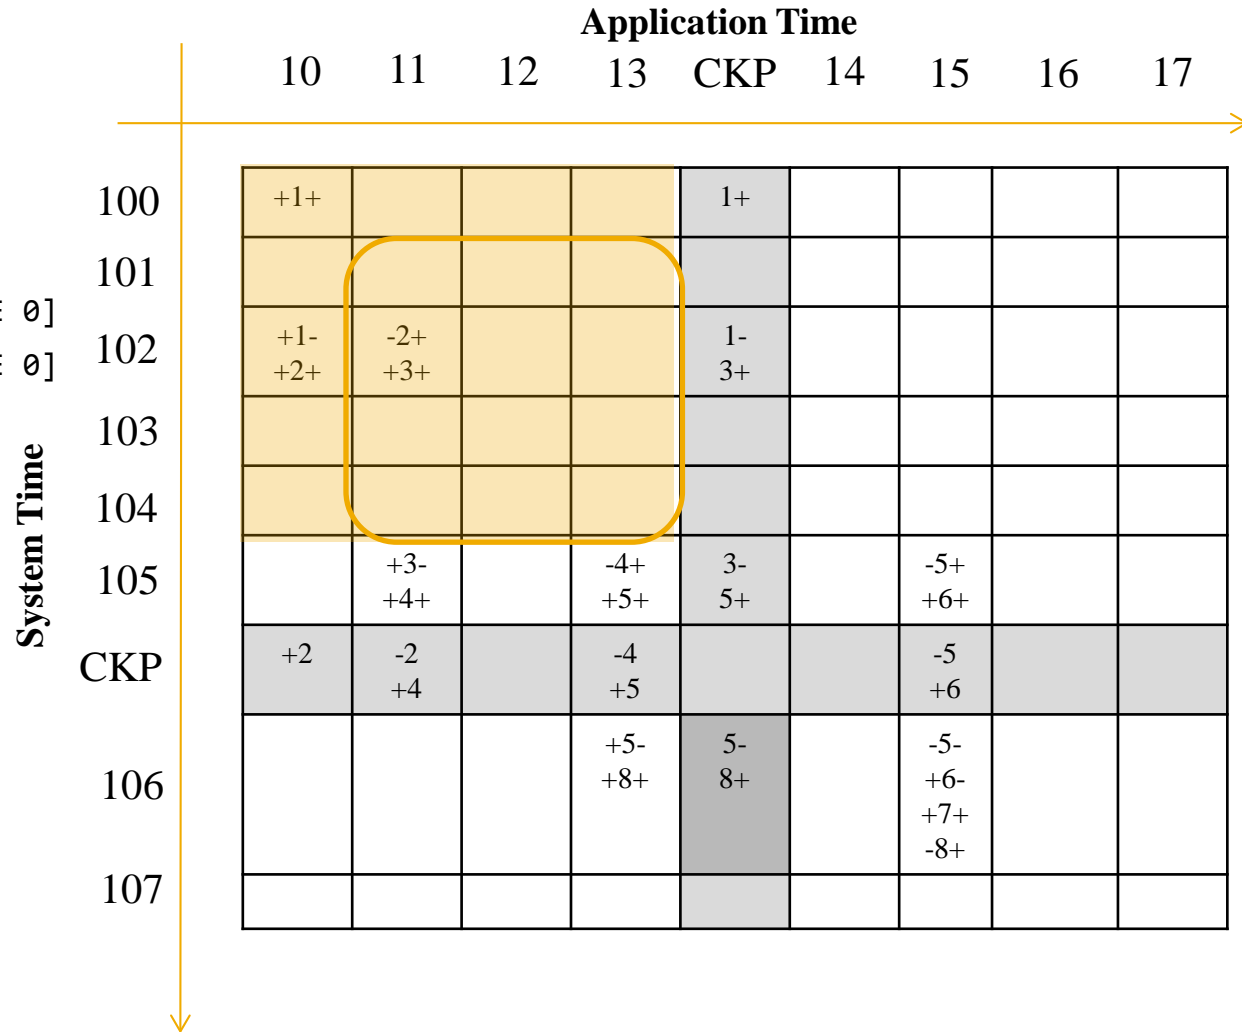 Application Time
10 11 12 13 CKP 14 15 16 17
100 +1+ 1+
101
0]
102 +1- -2+ 1-
+2+ +3+ 3+
0]
103
System Time
104
105 +3- -4+ 3- -5+
+4+ +5+ 5+ +6+
CKP +2 -2 -4 -5
+4 +5 +6
106 +5- 5- -5-
+8+ 8+ +6-
+7+
-8+
107